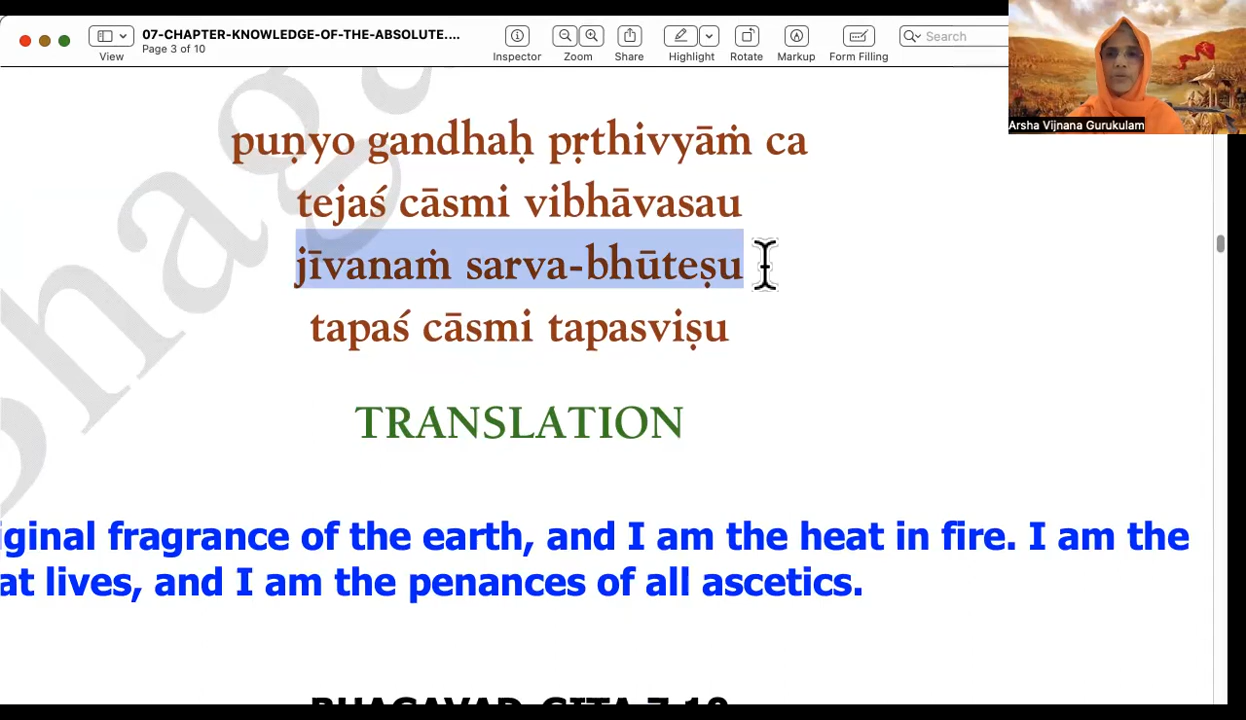 07-CHAPTER-KNOWLEDGE-OF-THE-ABSOLUTE....
Page 3 of 10
View
Inspector
Zoom
Share
Highlight
Rotate
Markup
Form Filling
Search
Arsha Vijnana Gurukulam
puṇyo gandhaḥ pṛthivyāṁ ca
tejaś cāsmi vibhāvasau
jīvanaṁ sarva-bhūteṣu
tapaś cāsmi tapasviṣu
TRANSLATION
iginal fragrance of the earth, and I am the heat in fire. I am the
at lives, and I am the penances of all ascetics.